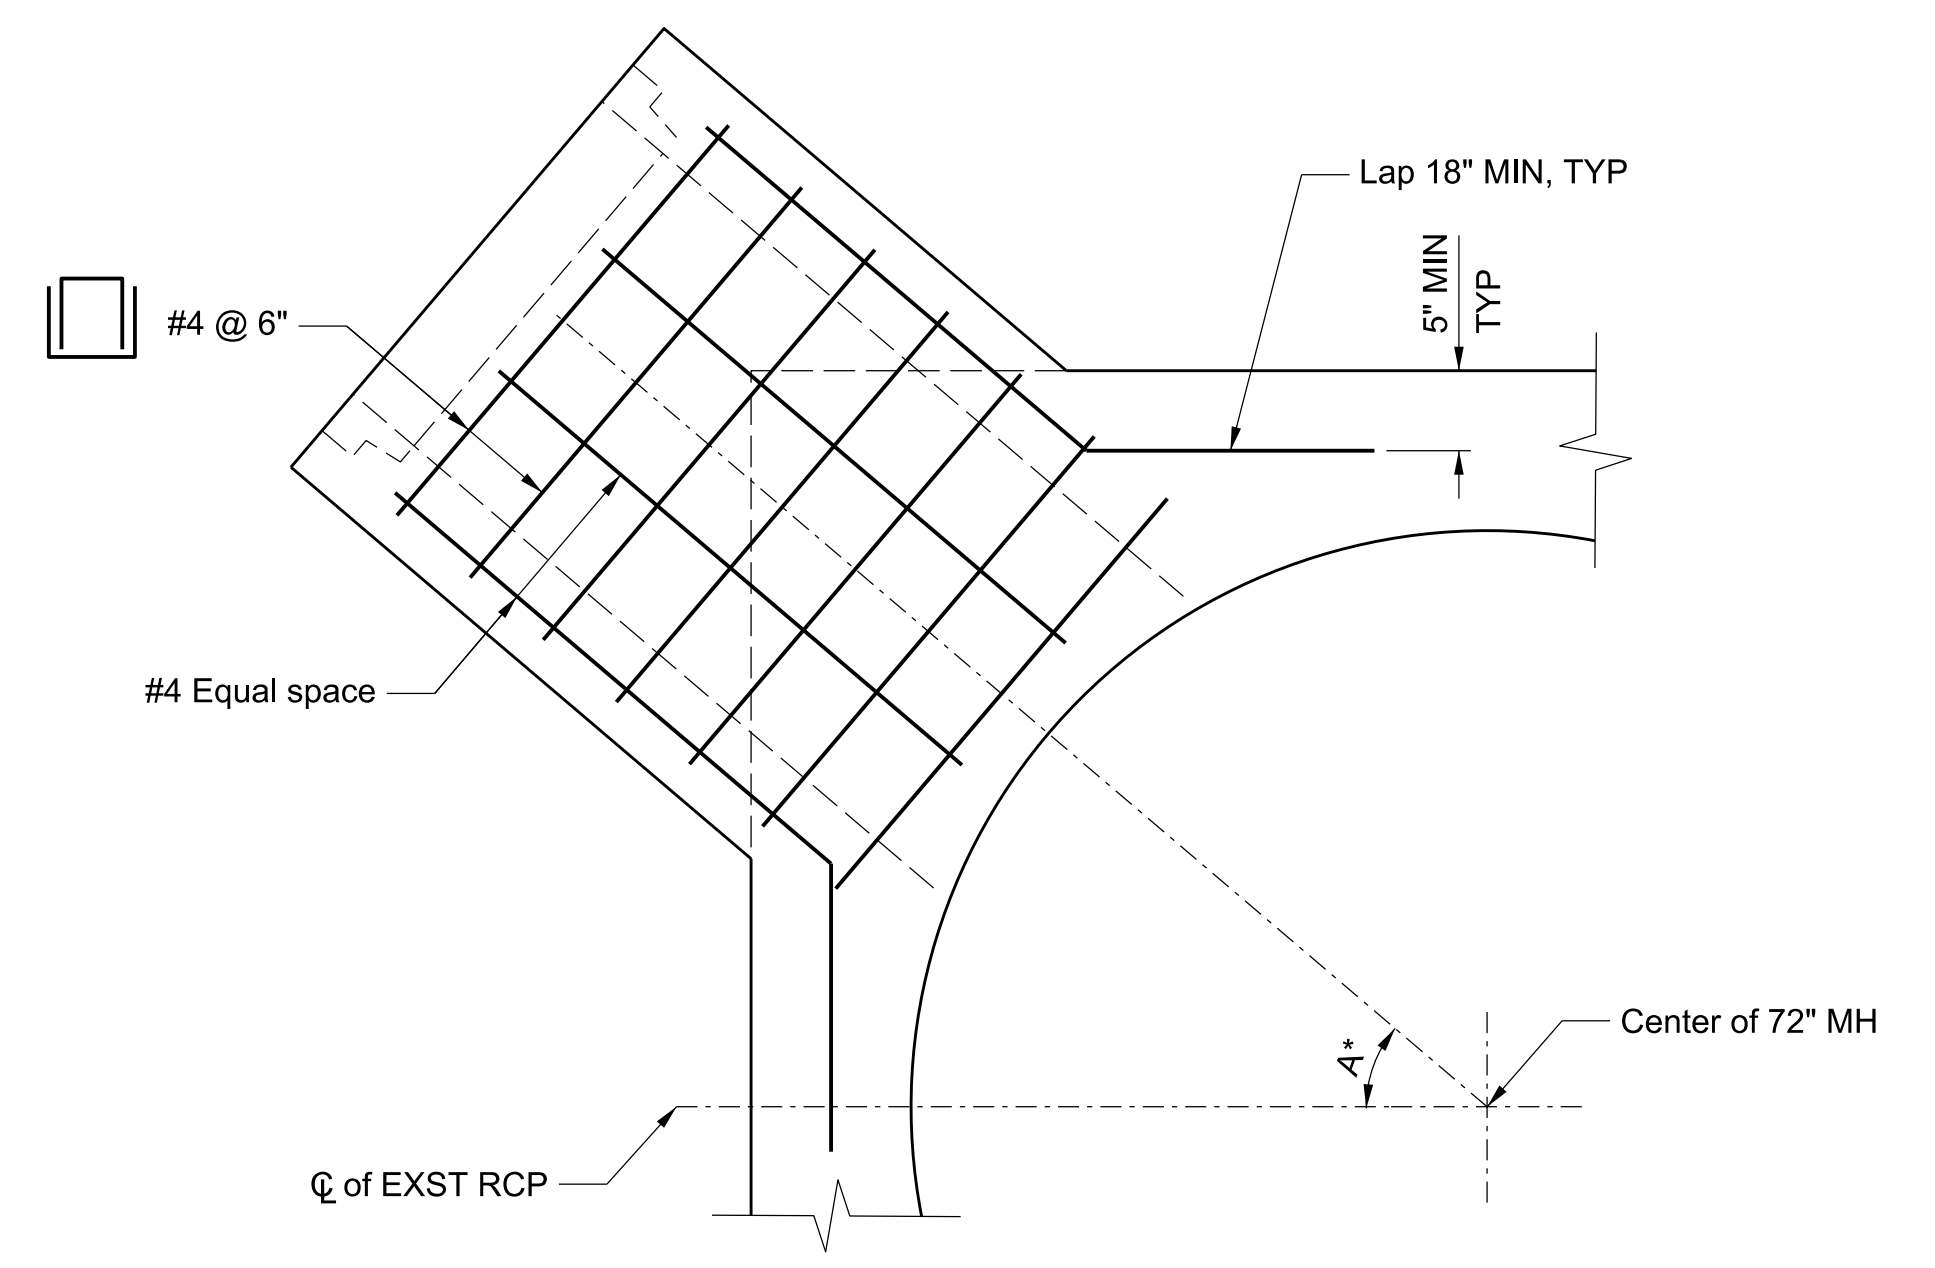 Lap 18" MIN, TYP
5" MIN
TYP
#4 @ 6"
#4 Equal space
Center of 72" MH
A*
℄ of EXST RCP